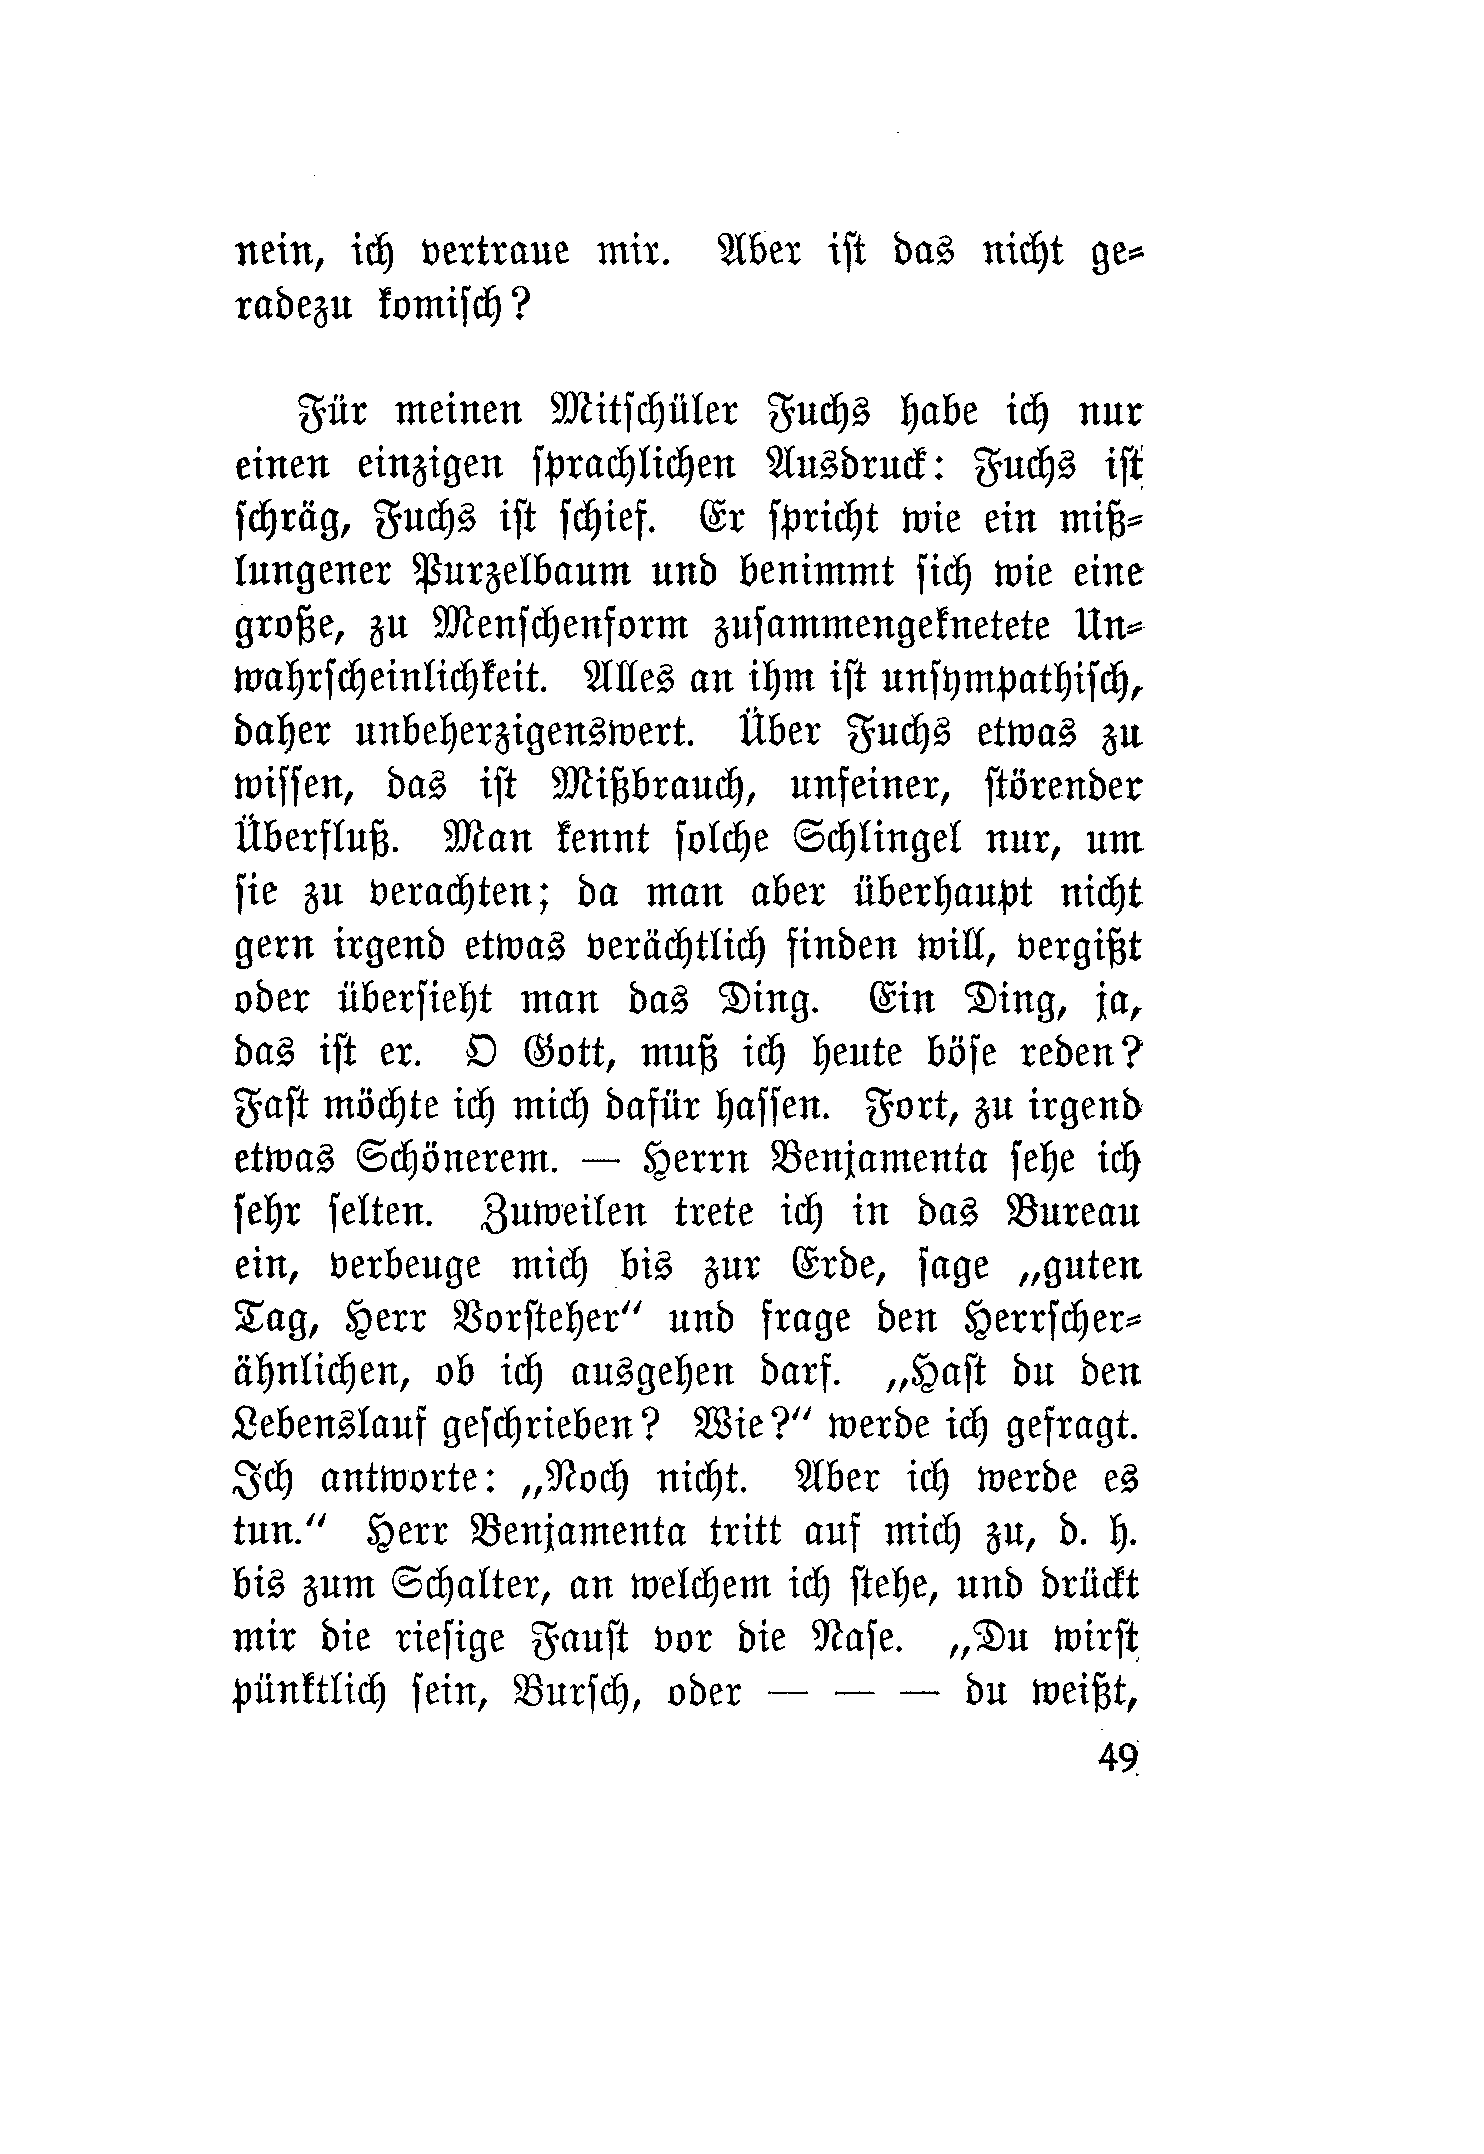 nein, ich vertraue mir. Aber ist das nicht ge-
radezu komisch?
Für meinen Mitschüler Fuchs habe ich nur
einen einzigen sprachlichen Ausdruck: Fuchs ist
schräg, Fuchs ist schief. Er spricht wie ein miß-
lungener Purzelbaum und benimmt sich wie eine
große, zu Menschenform zusammengeknetete Un-
wahrscheinlichkeit. Alles an ihm ist unsympathisch,
daher unbeherzigenswert. Über Fuchs etwas zu
wissen, das ist Mißbrauch, unfeiner, störender
Überfluß. Man kennt solche Schlingel nur, um
sie zu verachten; da man aber überhaupt nicht
gern irgend etwas verächtlich finden will, vergißt
oder übersieht man das Ding. Ein Ding, ja,
das ist er. O Gott, muß ich heute böse reden?
Fast möchte ich mich dafür hassen. Fort, zu irgend
etwas Schönerem. — Herrn Benjamenta sehe ich
sehr selten. Zuweilen trete ich in das Bureau
ein, verbeuge mich bis zur Erde, sage „guten
Tag, Herr Vorsteher“ und frage den Herrscher-
ähnlichen, ob ich ausgehen darf. „Hast du den
Lebenslauf geschrieben? Wie?“ werde ich gefragt.
Ich antworte: „Noch nicht. Aber ich werde es
tun.“ Herr Benjamenta tritt auf mich zu, d. h.
bis zum Schalter, an welchem ich stehe, und drückt
mir die riesige Faust vor die Nase. „Du wirst
pünktlich sein, Bursch, oder — — — du weißt,
49